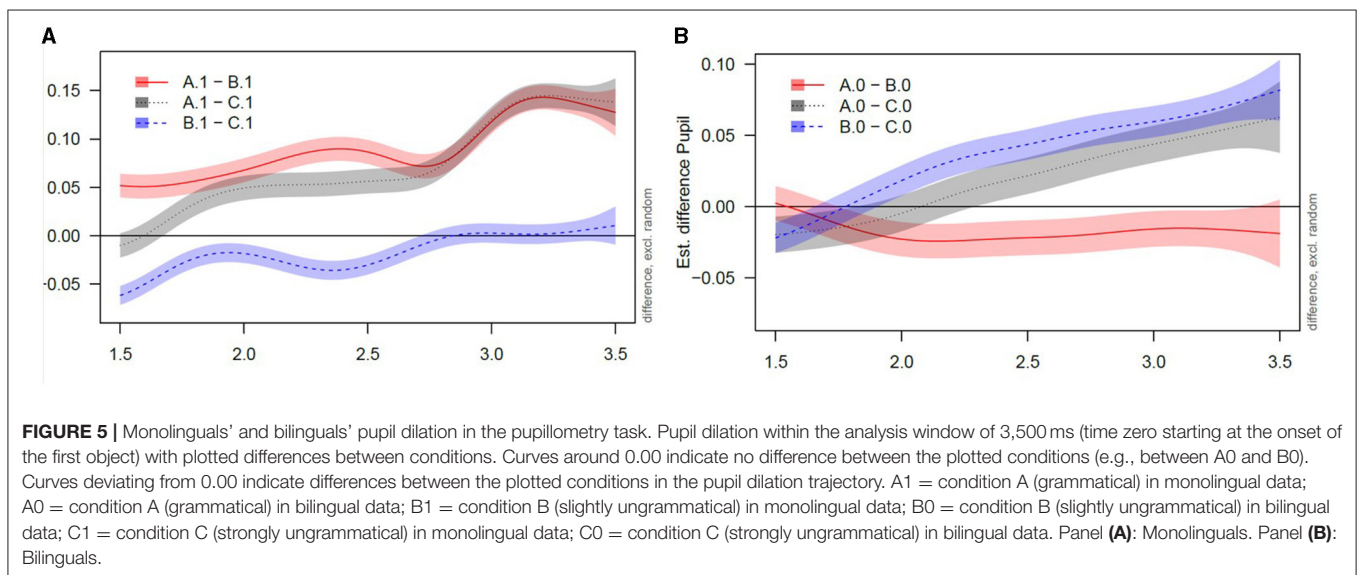 A
A.1 – B.1
A.1 – C.1
B.1 – C.1
0.15
0.10
0.05
0.00
-0.05
1.5 2.0 2.5 3.0 3.5
difference, excl. random
B
A.0 – B.0
A.0 – C.0
B.0 – C.0
Est. difference Pupil
0.10
0.05
0.00
−0.05
1.5 2.0 2.5 3.0 3.5
difference, excl. random
FIGURE 5 | Monolinguals’ and bilinguals’ pupil dilation in the pupillometry task. Pupil dilation within the analysis window of 3,500 ms (time zero starting at the onset of
the first object) with plotted differences between conditions. Curves around 0.00 indicate no difference between the plotted conditions (e.g., between A0 and B0).
Curves deviating from 0.00 indicate differences between the plotted conditions in the pupil dilation trajectory. A1 = condition A (grammatical) in monolingual data;
A0 = condition A (grammatical) in bilingual data; B1 = condition B (slightly ungrammatical) in monolingual data; B0 = condition B (slightly ungrammatical) in bilingual
data; C1 = condition C (strongly ungrammatical) in monolingual data; C0 = condition C (strongly ungrammatical) in bilingual data. Panel (A): Monolinguals. Panel (B):
Bilinguals.